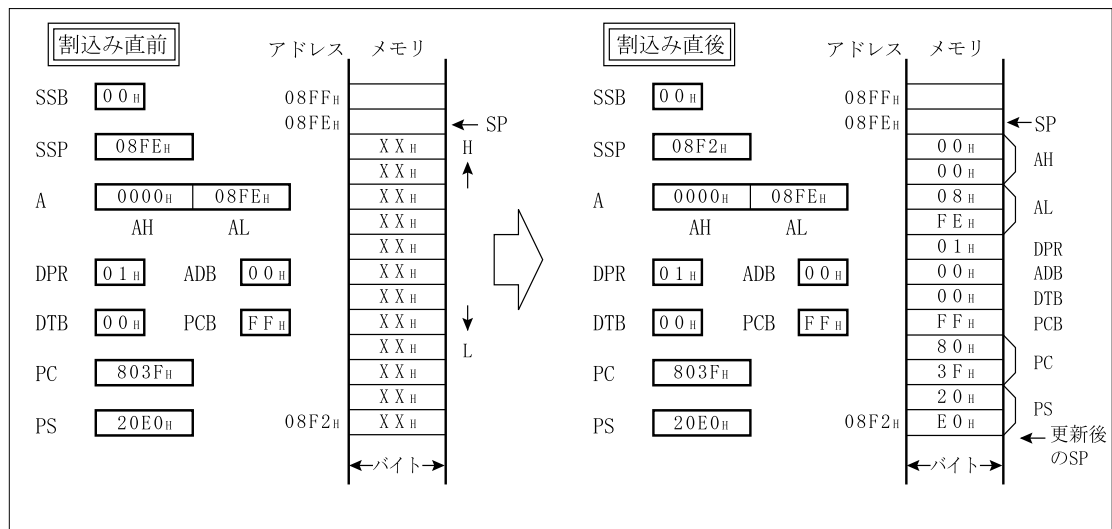 割込み直前
アドレス メモリ
SSB 00H
08FFH
08FEH
← SP
SSP 08FEH
XXH
H
XXH
A 0000H 08FEH
XXH
XXH
AH AL
XXH
DPR 01H ADB 00H
XXH
XXH
DTB 00H PCB FFH
XXH
L
XXH
PC 803FH
XXH
XXH
PS 20E0H
08F2H
XXH
バイト
割込み直後
アドレス メモリ
SSB 00H
08FFH
08FEH
← SP
SSP 08F2H
00H
00H
AH
A 0000H 08FEH
08H
FEH
AL
AH AL
01H DPR
DPR 01H ADB 00H
00H ADB
00H DTB
DTB 00H PCB FFH
FFH PCB
80H
3FH
PC
PC 803FH
20H
E0H
PS
PS 20E0H
08F2H
← 更新後
のSP
バイト